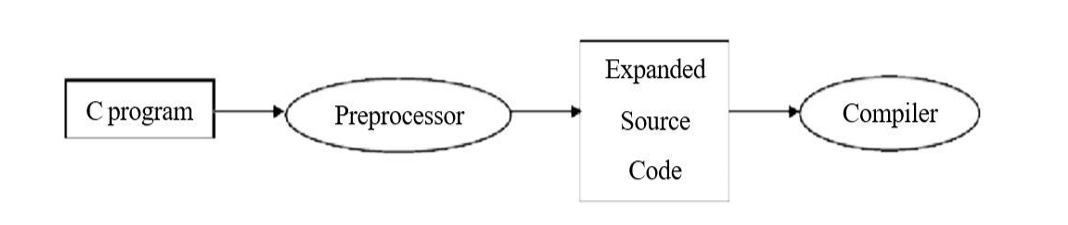 C program
Preprocessor
Expanded
Source
Code
Compiler